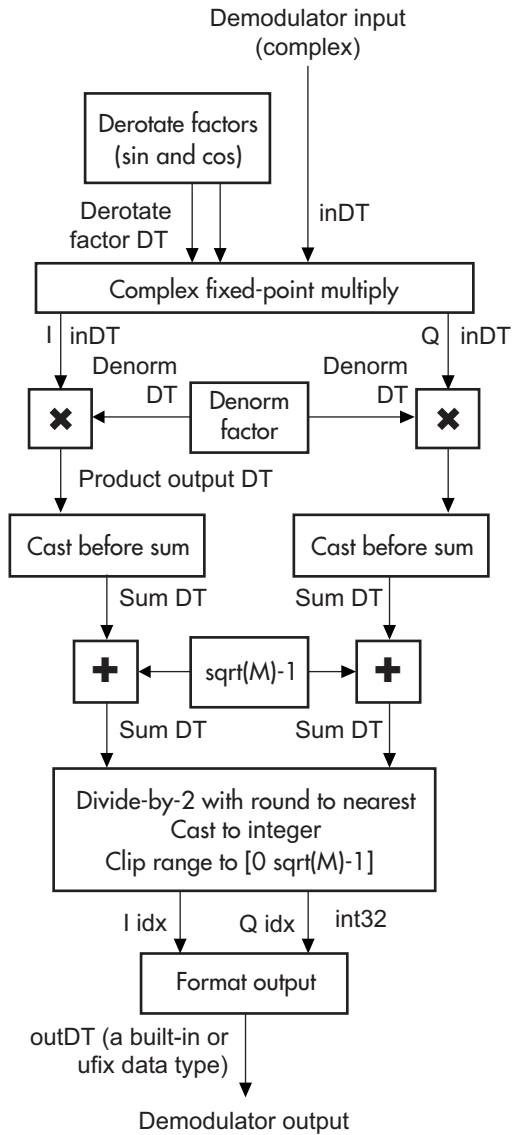 Demodulator input
(complex)
Derotate factors
(sin and cos)
Derotate
factor DT
inDT
Complex fixed-point multiply
I inDT
Q inDT
Denorm
DT
Denorm
factor
Denorm
DT
Product output DT
Cast before sum
Cast before sum
Sum DT
Sum DT
sqrt(M)-1
Sum DT
Sum DT
Divide-by-2 with round to nearest
Cast to integer
Clip range to [0 sqrt(M)-1]
I idx
Q idx
int32
Format output
outDT (a built-in or
ufix data type)
Demodulator output